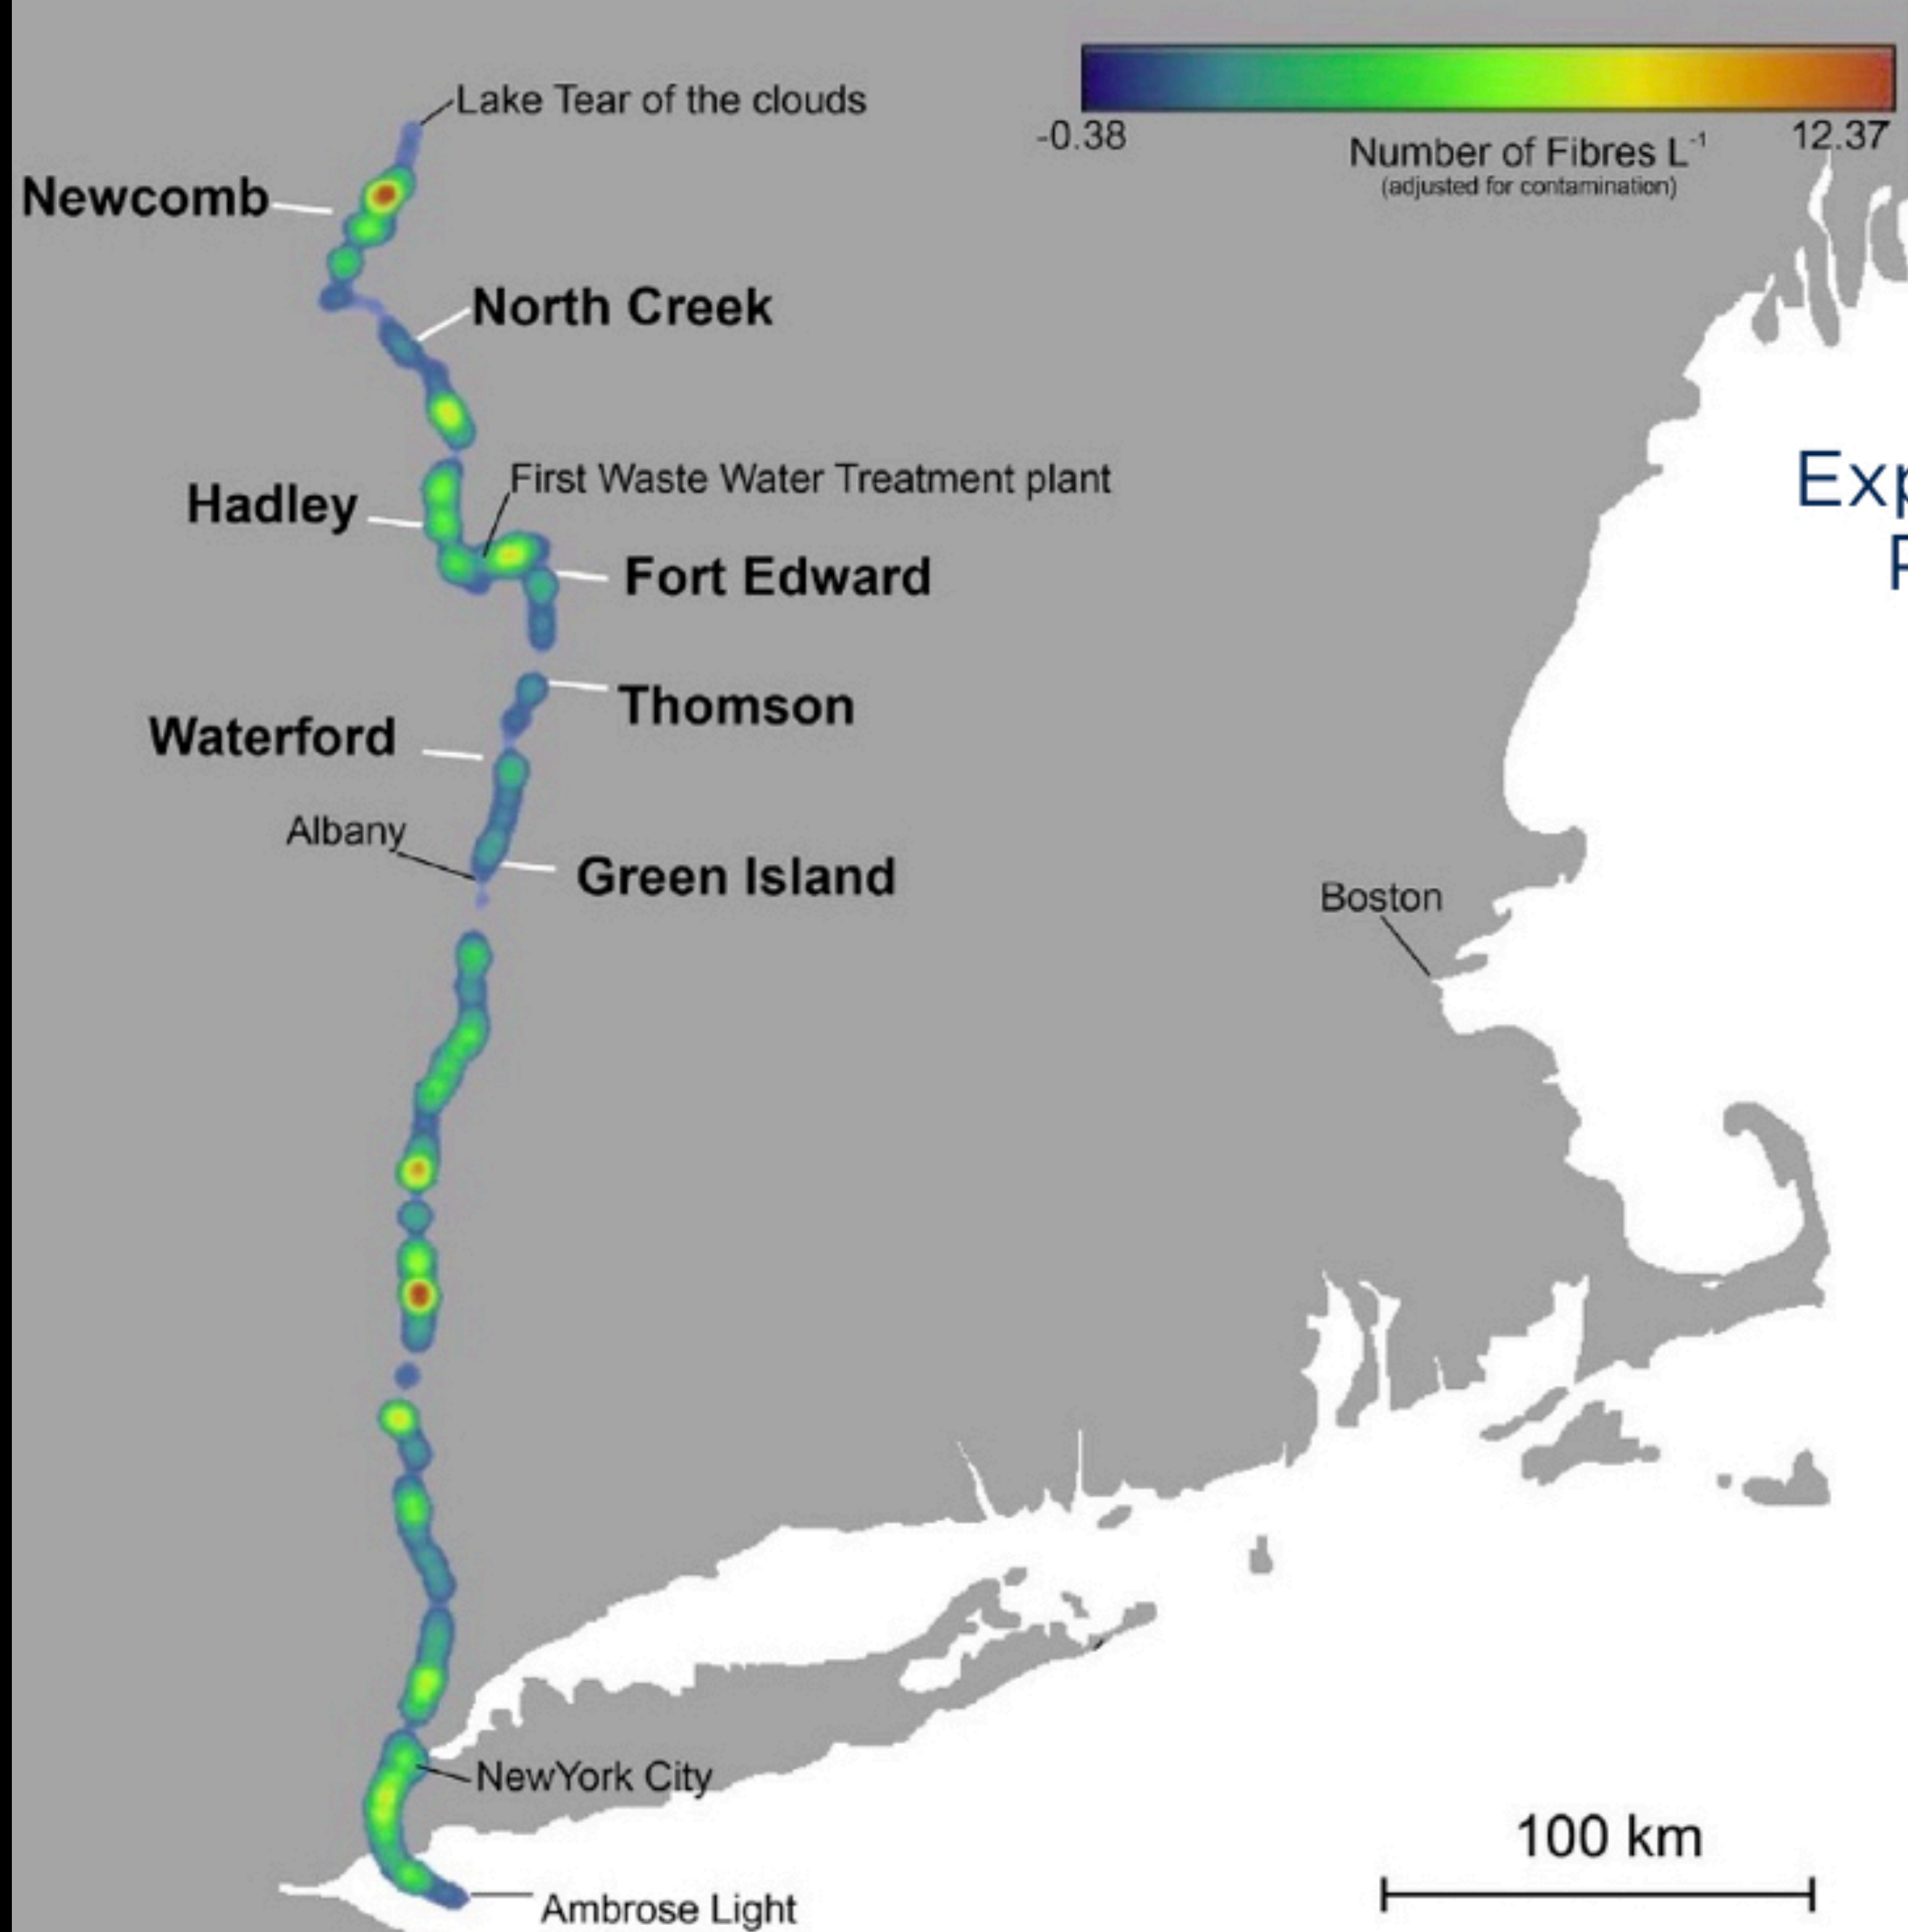 Lake Tear of the clouds
-0.38
12.37
Number of Fibres L⁻¹
(adjusted for contamination)
Newcomb
North Creek
First Waste Water Treatment plant
Hadley
Exp
Fort Edward
Thomson
Waterford
Albany
Green Island
Boston
NewYork City
100 km
Ambrose Light